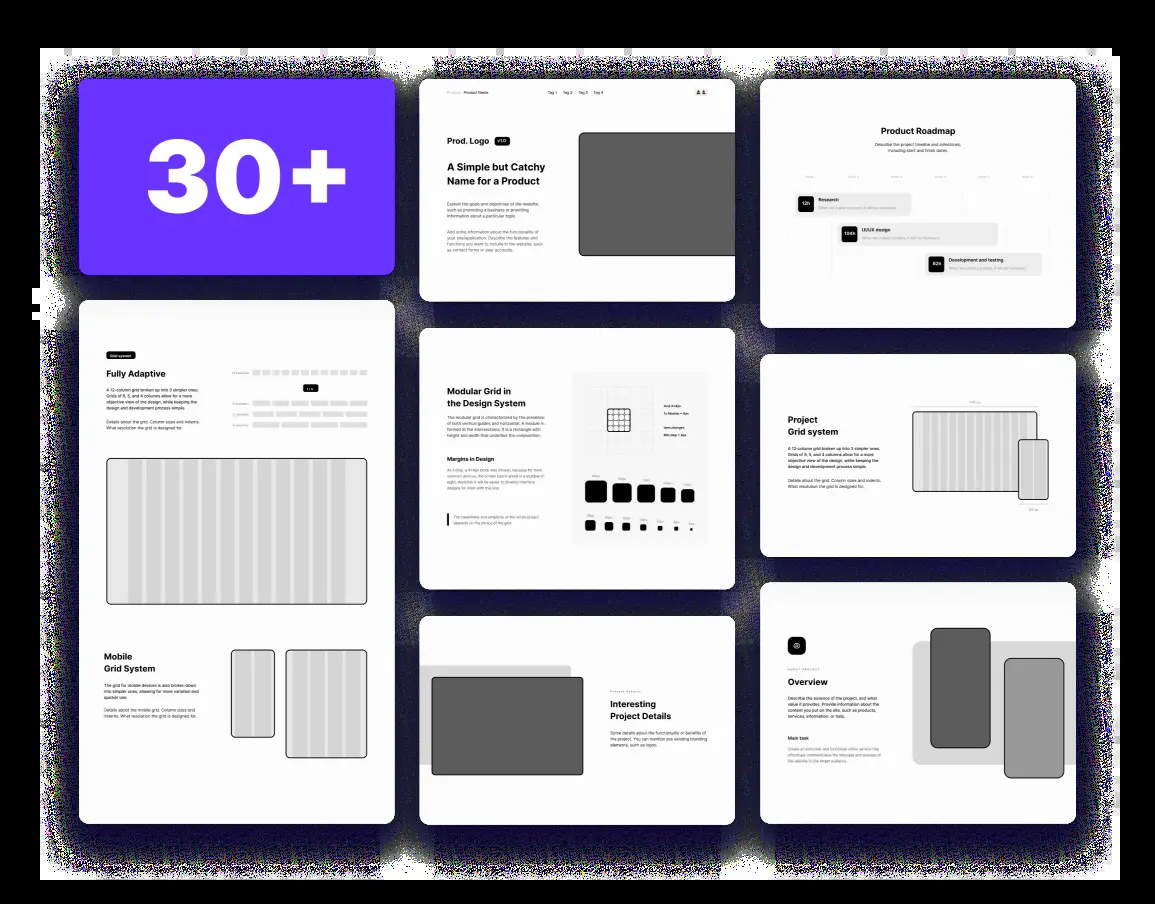 30+
Product Name
Tag 1
Tag 2
Tag 3
Tag 4
Prod. Logo
v1.0
A Simple but Catchy
Name for a Product
Explain the goals and objectives of the website,
such as promoting a business or providing
information about a particular topic.
Add some information about the functionality of
your site/application. Describe the features and
functions you want to include in the website, such
as contact forms or user accounts.
Product Roadmap
Describe the project timeline and milestones,
including start and finish dates.
12h
Research
104h
UI/UX design
82h
Development and testing
Grid system
Fully Adaptive
A 12-column grid broken up into 3 simpler ones.
Grids of 6, 5, and 4 columns allow for a more
objective view of the design, while keeping the
design and development process simple.
Details about the grid. Column sizes and indents.
What resolution the grid is designed for.
Mobile
Grid System
The grid for mobile devices is also broken down
into simpler ones, allowing for more variation and
quicker use.
Details about the mobile grid. Column sizes and
indents. What resolution the grid is designed for.
Modular Grid in
the Design System
The modular grid is characterized by the presence
of both vertical guides and horizontal. A module is
formed at the intersections. It is a rectangle with
height and width that underlies the composition.
Margins in Design
The cleanliness and simplicity of the whole project
depends on the choice of the grid.
Project
Grid system
A 12-column grid broken up into 3 simpler ones.
Grids of 6, 5, and 4 columns allow for a more
objective view of the design, while keeping the
design and development process simple.
Details about the grid. Column sizes and indents.
What resolution the grid is designed for.
Interesting
Project Details
Some details about the functionality or benefits of
the project. You can mention any existing branding
elements, such as logos.
ABOUT PROJECT
Overview
Describe the essence of the project, and what
value it provides. Provide information about the
content you put on the site, such as products,
services, information, or help.
Main task